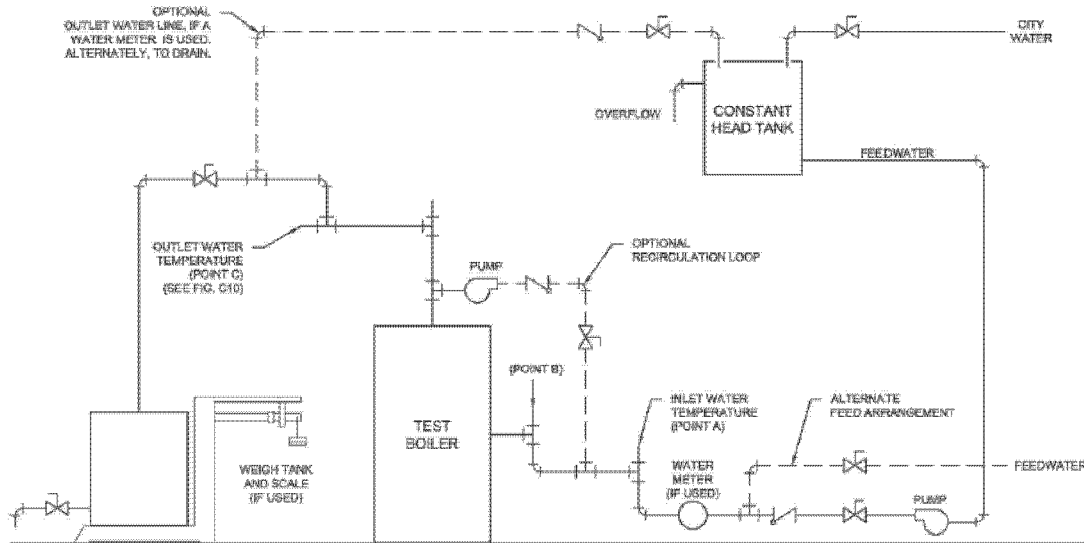 OPTIONAL
OUTLET WATER LINE, IF A
WATER METER IS USED.
ALTERNATELY, TO DRAIN.
CITY
WATER
OVERFLOW
CONSTANT
HEAD TANK
FEEDWATER
OUTLET WATER
TEMPERATURE
(POINT C)
(SEE FIG. C10)
PUMP
OPTIONAL
RECIRCULATION LOOP
(POINT B)
TEST
BOILER
INLET WATER
TEMPERATURE
(POINT A)
ALTERNATE
FEED ARRANGEMENT
WEIGH TANK
AND SCALE
(IF USED)
WATER
METER
(IF USED)
FEEDWATER
PUMP